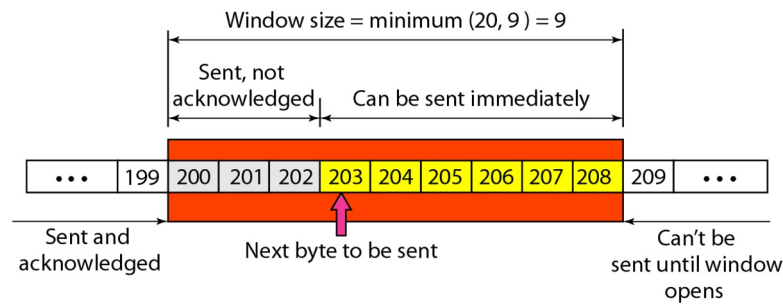 Window size = minimum (20, 9 ) = 9
Sent, not
acknowledged
Can be sent immediately
••• 199 200 201 202 203 204 205 206 207 208 209 •••
Sent and
acknowledged
Next byte to be sent
Can't be
sent until window
opens